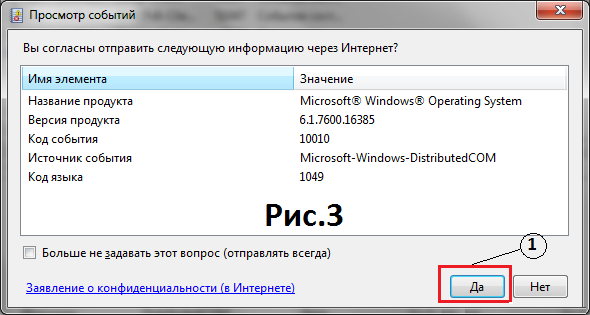 Просмотр событий
Вы согласны отправить следующую информацию через Интернет?
Имя элемента Значение
Название продукта Microsoft® Windows® Operating System
Версия продукта 6.1.7600.16385
Код события 10010
Источник события Microsoft-Windows-DistributedCOM
Код языка 1049
Рис.3
Больше не задавать этот вопрос (отправлять всегда)
1
Заявление о конфиденциальности (в Интернете) Да Нет